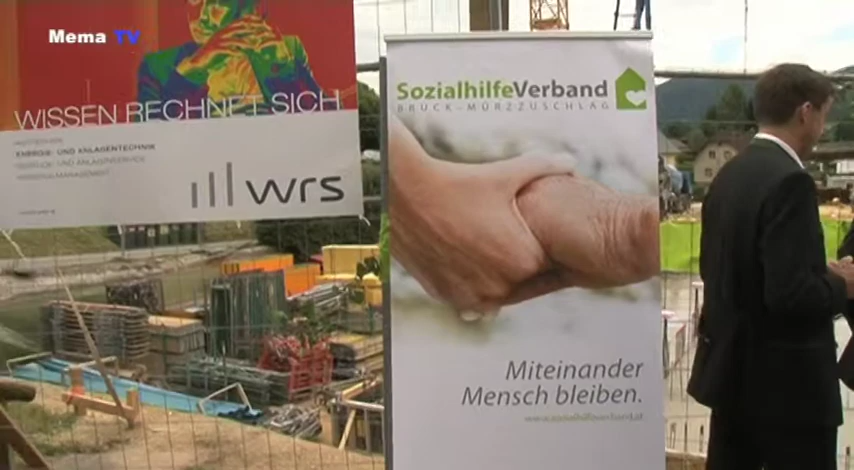 Mema TV
WISSEN RECHNET SICH
ENERGIE- UND ANLAGENTECHNIK
wrs
SozialhilfeVerband
BRUCK-MÜRZZUSCHLAG
Miteinander
Mensch bleiben.
www.sozialhilfeverband.at